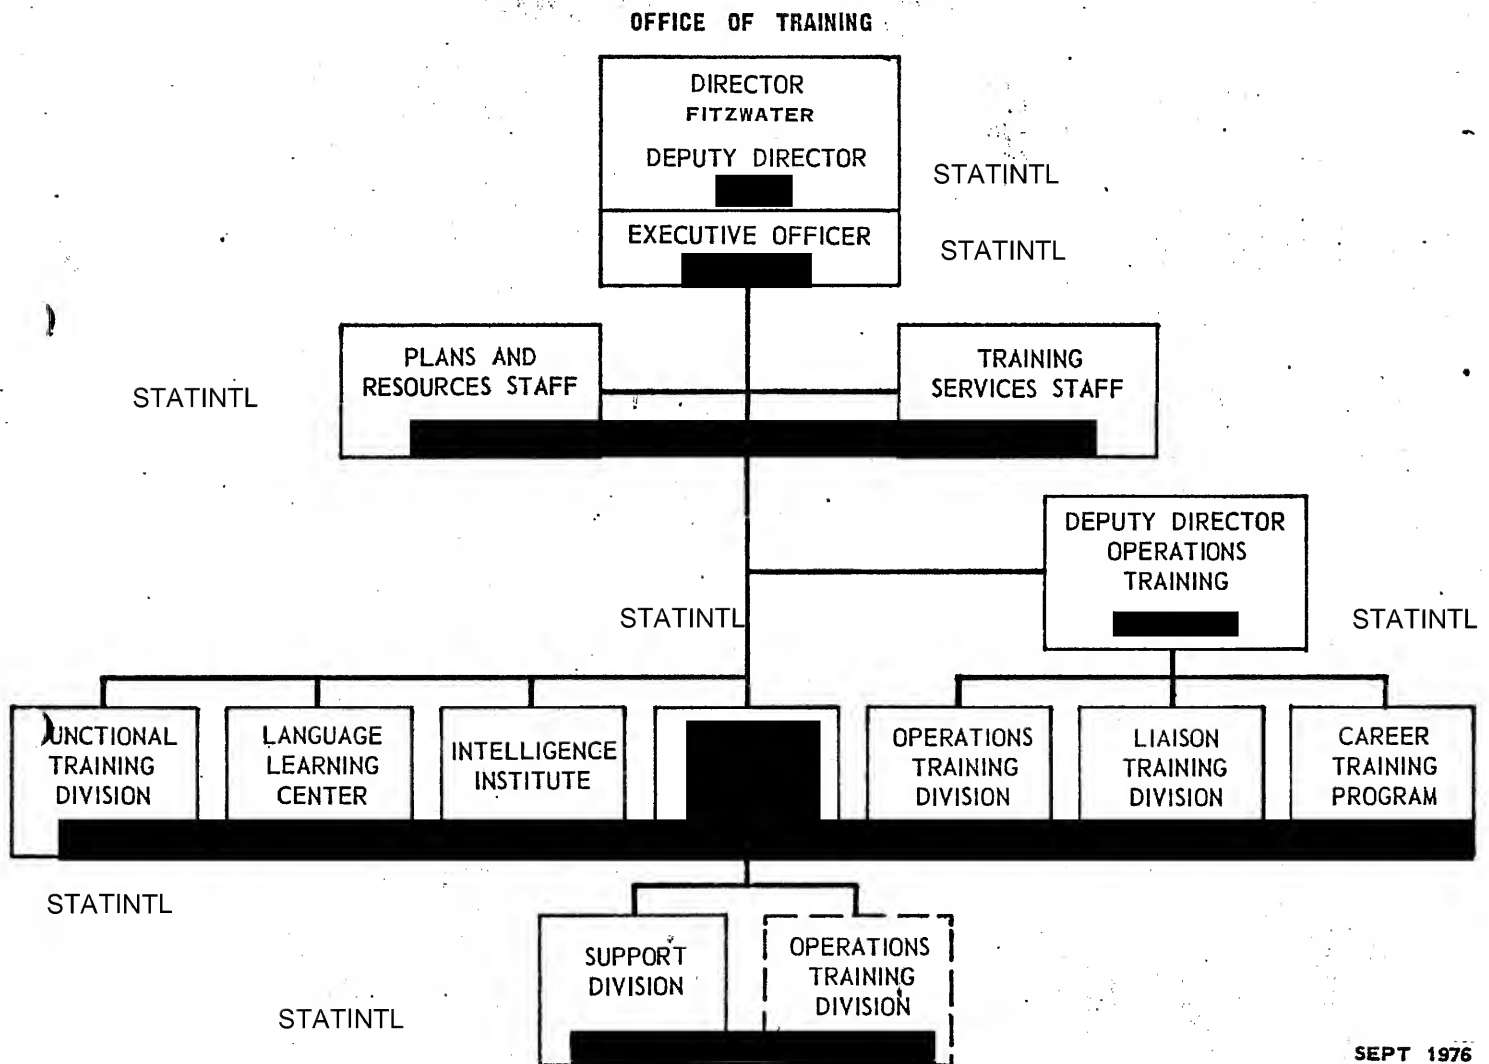 OFFICE OF TRAINING
DIRECTOR
FITZWATER
DEPUTY DIRECTOR
STATINTL
EXECUTIVE OFFICER
STATINTL
PLANS AND
RESOURCES STAFF
TRAINING
SERVICES STAFF
STATINTL
DEPUTY DIRECTOR
OPERATIONS
TRAINING
STATINTL
STATINTL
UNCTIONAL
TRAINING
DIVISION
LANGUAGE
LEARNING
CENTER
INTELLIGENCE
INSTITUTE
OPERATIONS
TRAINING
DIVISION
LIAISON
TRAINING
DIVISION
CAREER
TRAINING
PROGRAM
STATINTL
SUPPORT
DIVISION
OPERATIONS
TRAINING
DIVISION
STATINTL
SEPT 1976